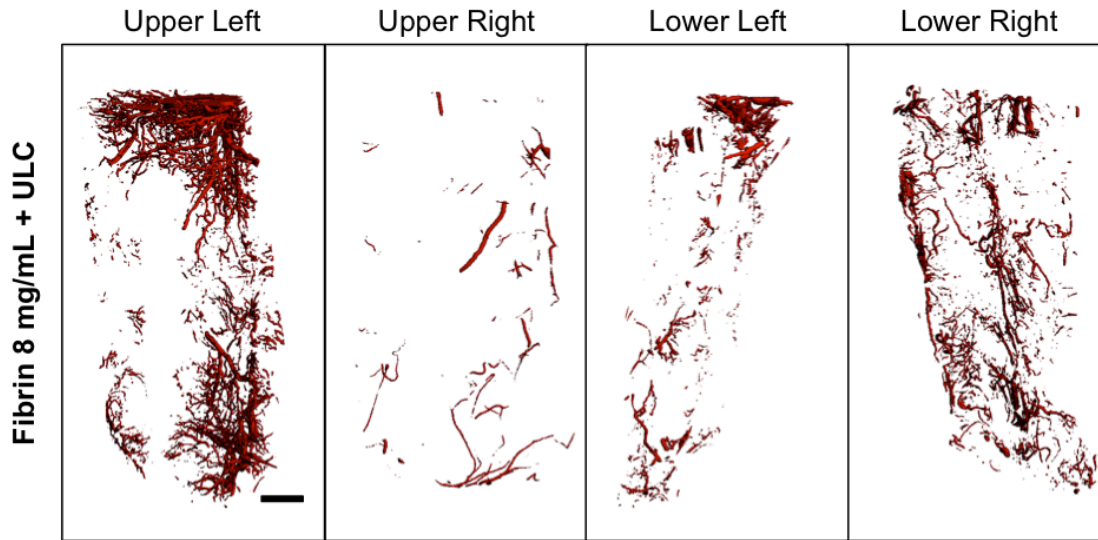 Upper Left
Upper Right
Lower Left
Lower Right
Fibrin 8 mg/mL + ULC